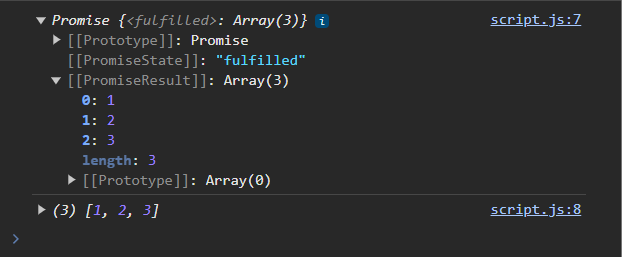 ▼ Promise {<fulfilled>: Array(3)} i script.js:7
▶ [[Prototype]]: Promise
[[PromiseState]]: "fulfilled"
▼ [[PromiseResult]]: Array(3)
0: 1
1: 2
2: 3
length: 3
▶ [[Prototype]]: Array(0)
▶ (3) [1, 2, 3] script.js:8
>